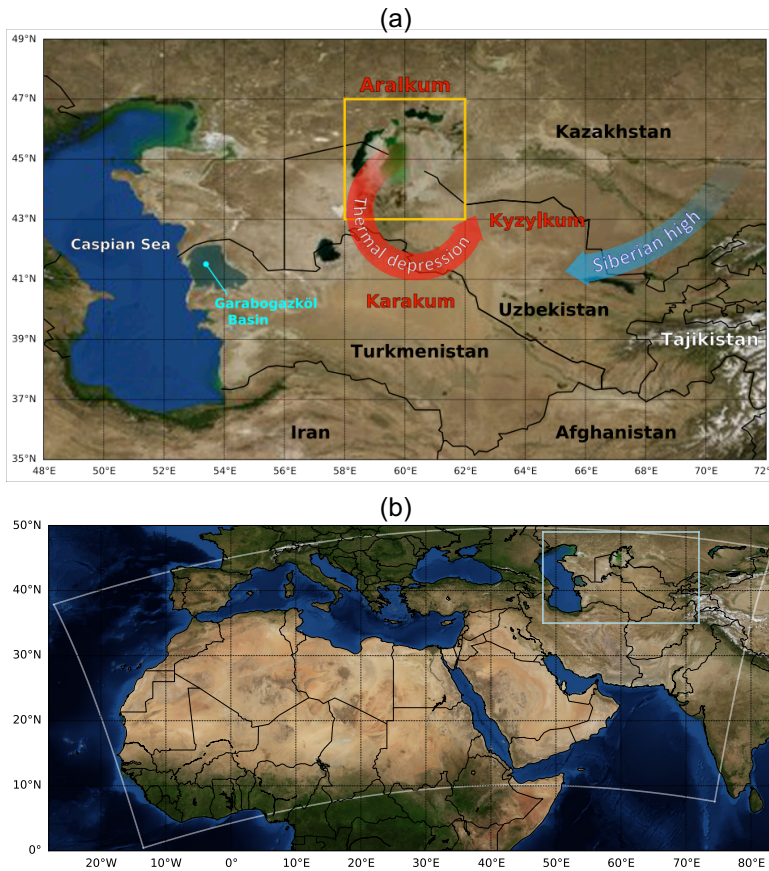 (a)
49°N
47°N
45°N
43°N
41°N
39°N
37°N
35°N
Aralkum
Kazakhstan
Thermal depression
Kyzylkum
Siberian high
Caspian Sea
Garabogazköl
Basin
Karakum
Uzbekistan
Tajikistan
Turkmenistan
Iran
Afghanistan
48°E 50°E 52°E 54°E 56°E 58°E 60°E 62°E 64°E 66°E 68°E 70°E 72°E
(b)
50°N
40°N
30°N
20°N
10°N
0°
20°W 10°W 0° 10°E 20°E 30°E 40°E 50°E 60°E 70°E 80°E